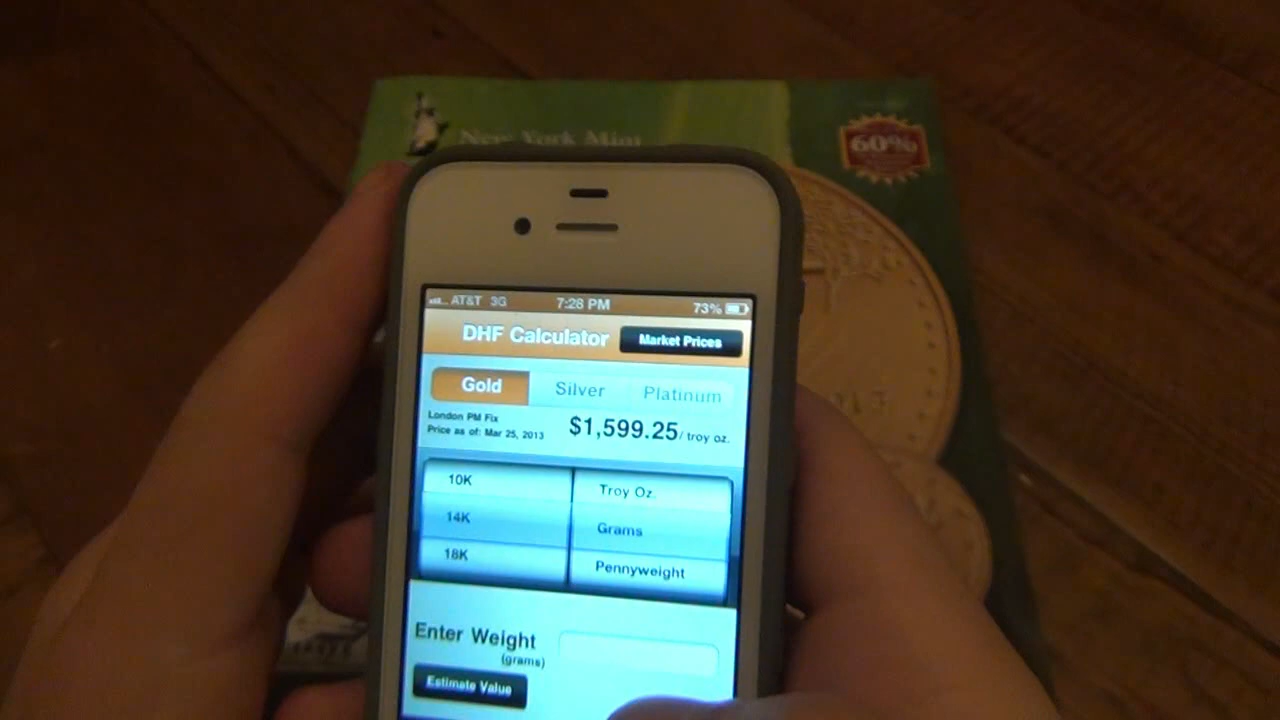 New York Mint
60%
AT&T 3G 7:28 PM 73%
DHF Calculator Market Prices
Gold Silver Platinum
London PM Fix
Price as of: Mar 25, 2013 $1,599.25/ troy oz.
10K Troy Oz.
14K Grams
18K Pennyweight
Enter Weight
(grams)
Estimate Value